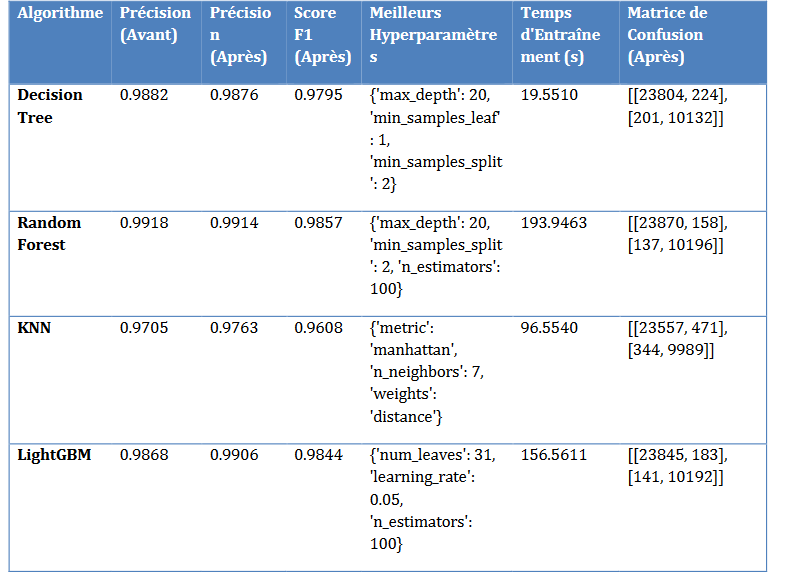 Algorithme
Précision
(Avant)
Précisio
n
(Après)
Score
F1
(Après)
Meilleurs
Hyperparamètre
s
Temps
d'Entraîne
ment (s)
Matrice de
Confusion
(Après)
Decision
Tree
0.9882
0.9876
0.9795
{'max_depth': 20,
'min_samples_leaf'
: 1,
'min_samples_split
': 2}
19.5510
[[23804, 224],
[201, 10132]]
Random
Forest
0.9918
0.9914
0.9857
{'max_depth': 20,
'min_samples_split
': 2, 'n_estimators':
100}
193.9463
[[23870, 158],
[137, 10196]]
KNN
0.9705
0.9763
0.9608
{'metric':
'manhattan',
'n_neighbors': 7,
'weights':
'distance'}
96.5540
[[23557, 471],
[344, 9989]]
LightGBM
0.9868
0.9906
0.9844
{'num_leaves': 31,
'learning_rate':
0.05,
'n_estimators':
100}
156.5611
[[23845, 183],
[141, 10192]]